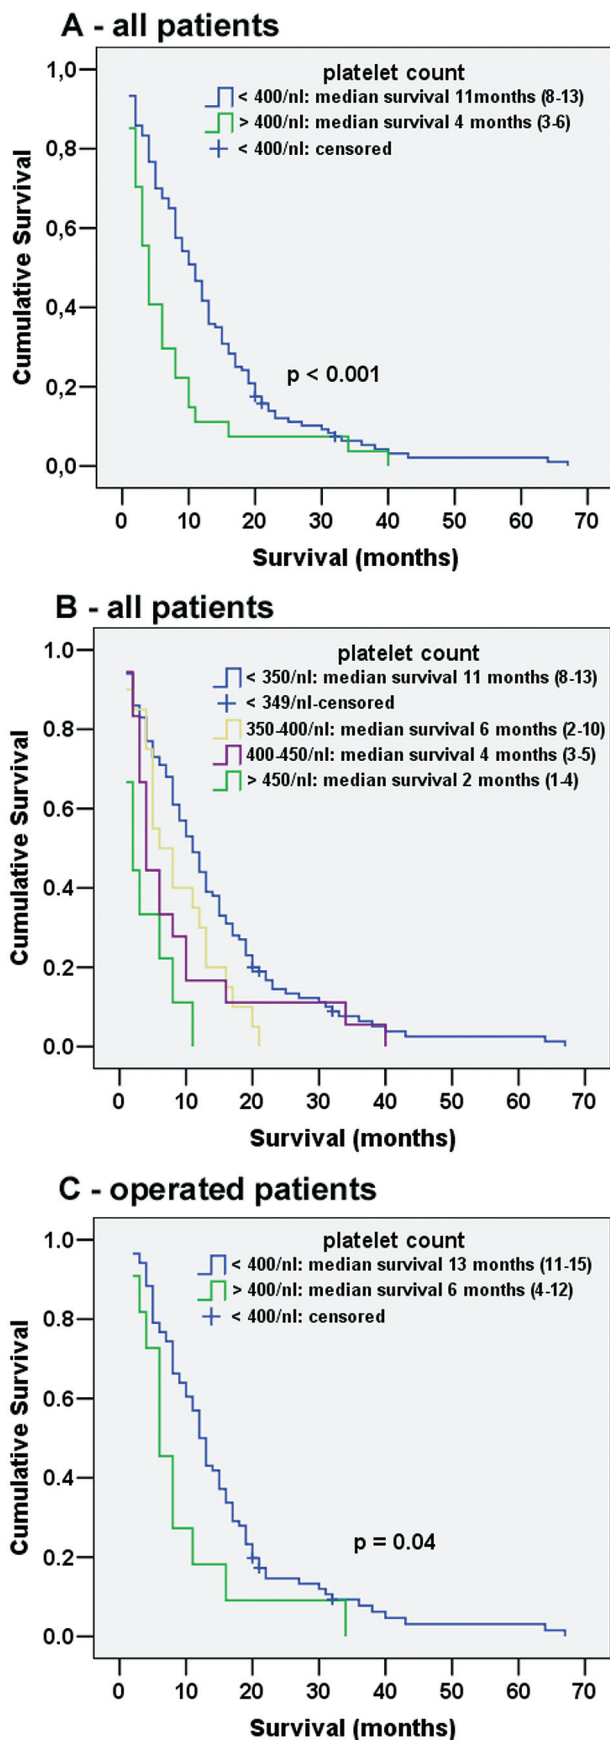 A - all patients
1,0
0,8
0,6
0,4
0,2
0,0
Cumulative Survival
platelet count
< 400/nl: median survival 11months (8-13)
> 400/nl: median survival 4 months (3-6)
< 400/nl: censored
p < 0.001
0 10 20 30 40 50 60 70
Survival (months)
B - all patients
1.0
0.8
0.6
0.4
0.2
0.0
Cumulative Survival
platelet count
< 350/nl: median survival 11 months (8-13)
< 349/nl-censored
350-400/nl: median survival 6 months (2-10)
400-450/nl: median survival 4 months (3-5)
> 450/nl: median survival 2 months (1-4)
0 10 20 30 40 50 60 70
Survival (months)
C - operated patients
1.0
0.8
0.6
0.4
0.2
0.0
Cumulative Survival
platelet count
< 400/nl: median survival 13 months (11-15)
> 400/nl: median survival 6 months (4-12)
< 400/nl: censored
p = 0.04
0 10 20 30 40 50 60 70
Survival (months)